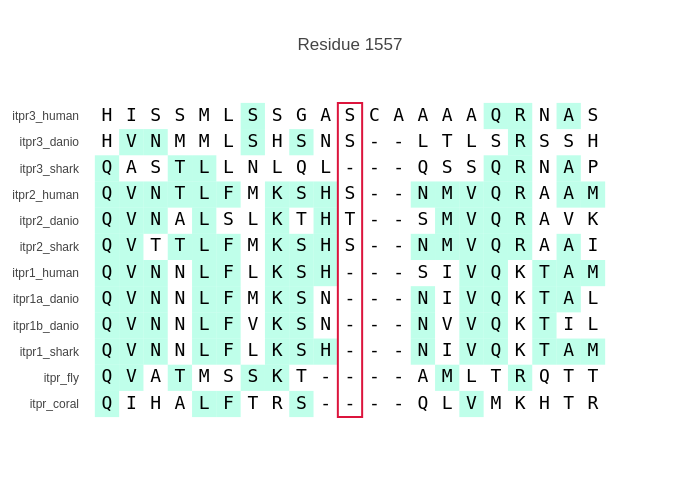 Residue 1557
itpr3_human H I S S M L S S G A S C A A A A Q R N A S
itpr3_danio H V N M M L S H S N S - - L T L S R S S H
itpr3_shark Q A S T L L N L Q L - - - Q S S Q R N A P
itpr2_human Q V N T L F M K S H S - - N M V Q R A A M
itpr2_danio Q V N A L S L K T H T - - S M V Q R A V K
itpr2_shark Q V T T L F M K S H S - - N M V Q R A A I
itpr1_human Q V N N L F L K S H - - - S I V Q K T A M
itpr1a_danio Q V N N L F M K S N - - - N I V Q K T A L
itpr1b_danio Q V N N L F V K S N - - - N V V Q K T I L
itpr1_shark Q V N N L F L K S H - - - N I V Q K T A M
itpr_fly Q V A T M S S K T - - - - A M L T R Q T T
itpr_coral Q I H A L F T R S - - - - Q L V M K H T R